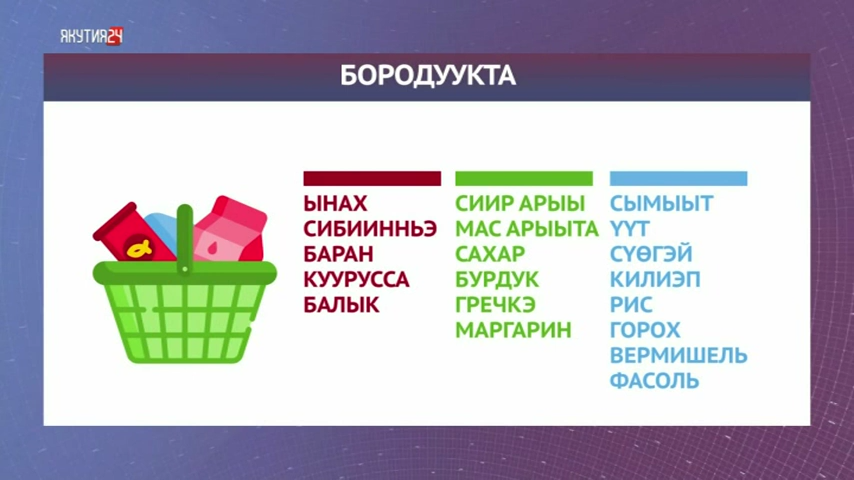 ЯКУТИЯ24
БОРОДУУКТА
ЫНАХ
СИБИИННЬЭ
БАРАН
КУУРУССА
БАЛЫК
СИИР АРЫЫ
МАС АРЫЫТА
САХАР
БУРДУК
ГРЕЧКЭ
МАРГАРИН
СЫМЫЫТ
ҮҮТ
СҮӨГЭЙ
КИЛИЭП
РИС
ГОРОХ
ВЕРМИШЕЛЬ
ФАСОЛЬ